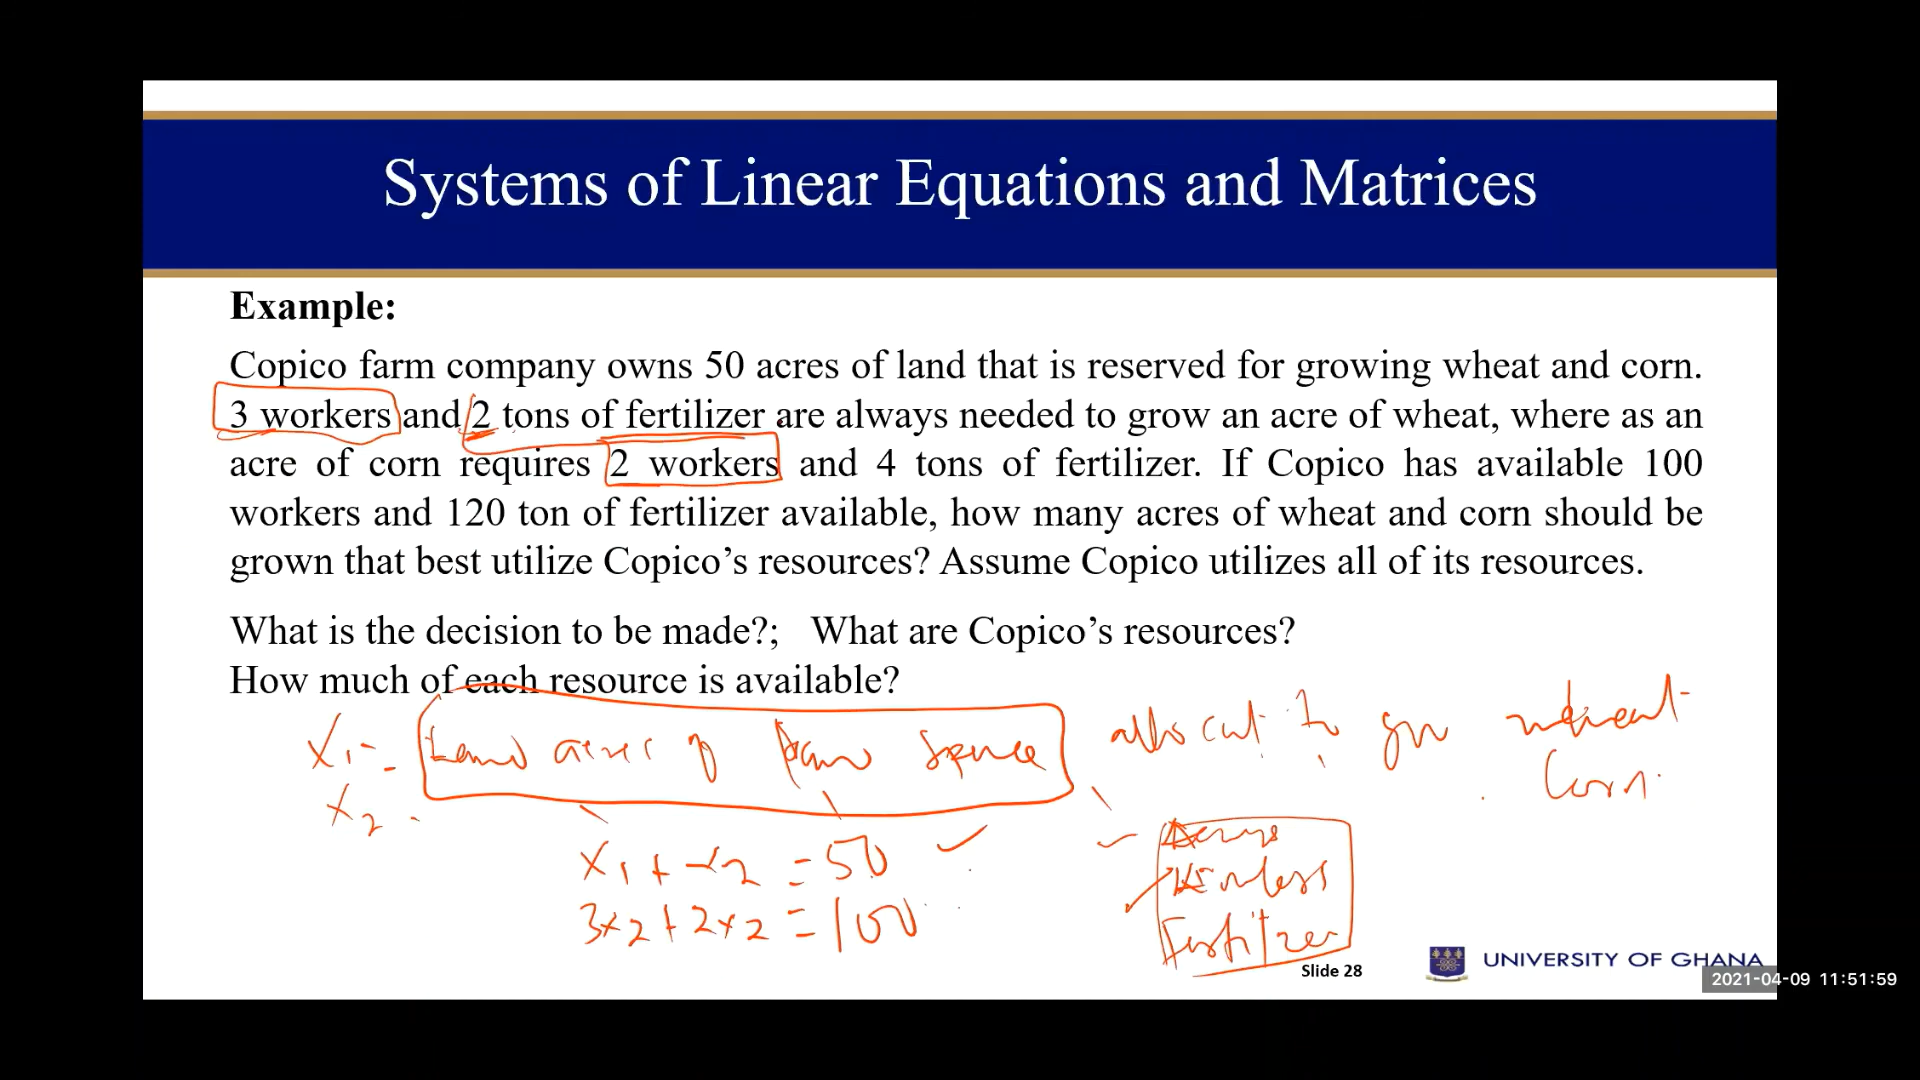 Systems of Linear Equations and Matrices
Example:
Copico farm company owns 50 acres of land that is reserved for growing wheat and corn.
3 workers and 2 tons of fertilizer are always needed to grow an acre of wheat, where as an
acre of corn requires 2 workers and 4 tons of fertilizer. If Copico has available 100
workers and 120 ton of fertilizer available, how many acres of wheat and corn should be
grown that best utilize Copico’s resources? Assume Copico utilizes all of its resources.
What is the decision to be made?; What are Copico’s resources?
How much of each resource is available?
x1 = Land acres of farm space to
x2 corn
x1 + x2 = 50
3x2 + 2x2 = 100
Fertilizer
Slide 28
UNIVERSITY OF GHANA
2021-04-09 11:51:59